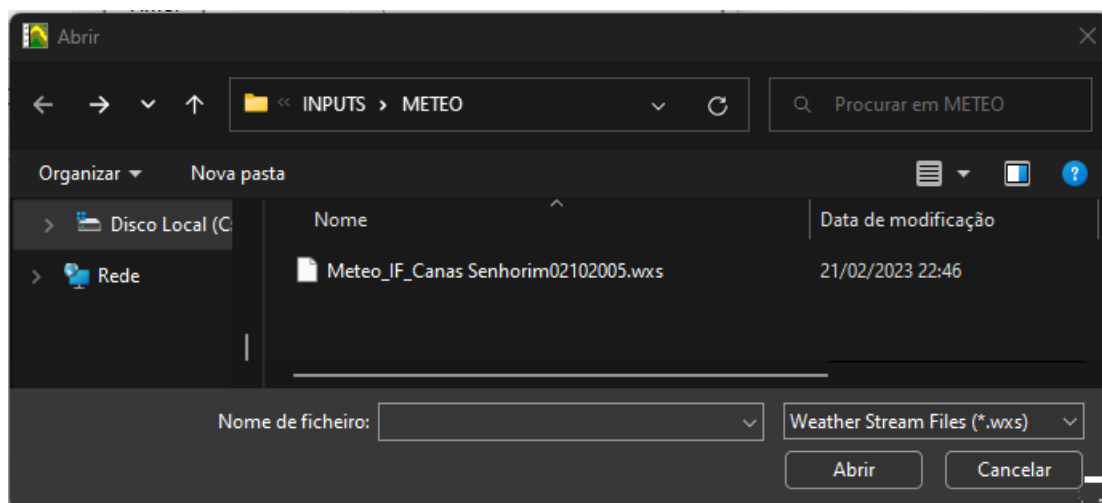 Abrir
« INPUTS > METEO
Procurar em METEO
Organizar
Nova pasta
Disco Local (C:
Rede
Nome
Data de modificação
Meteo_IF_Canas Senhorim02102005.wxs
21/02/2023 22:46
Nome de ficheiro:
Weather Stream Files (*.wxs)
Abrir
Cancelar